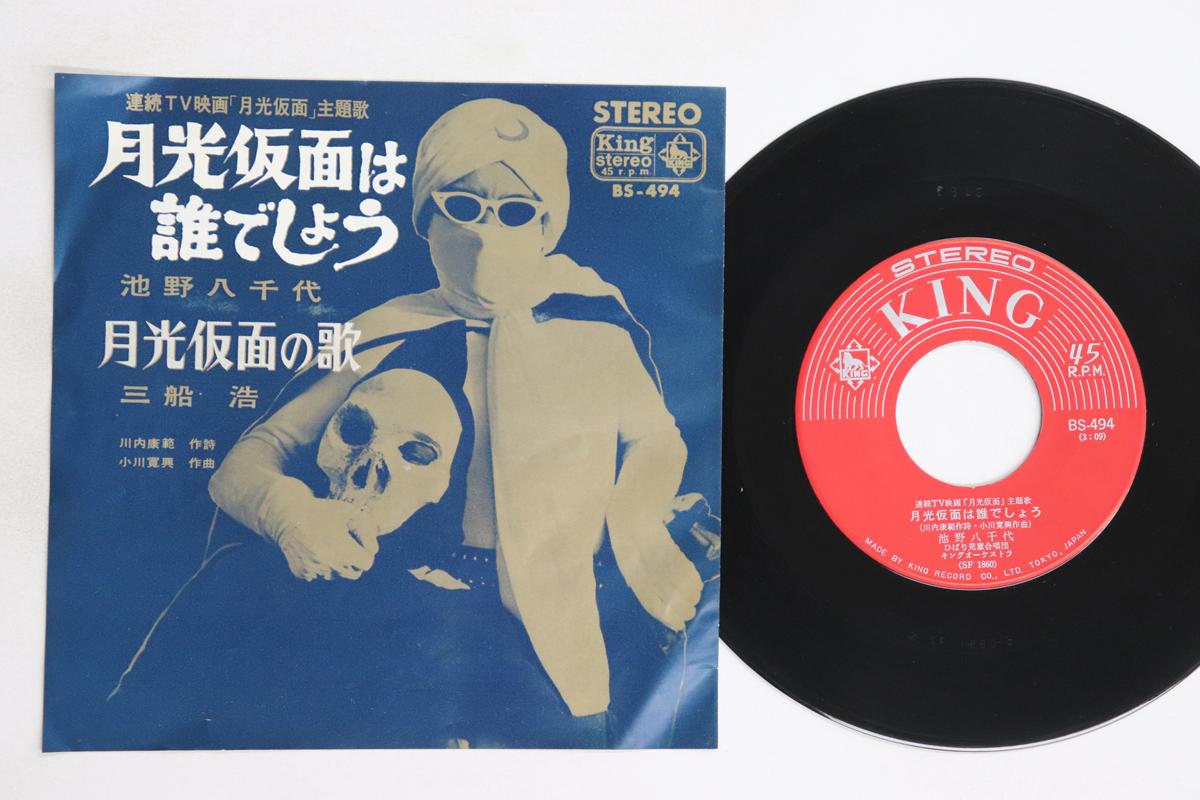 連続TV映画「月光仮面」主題歌
月光仮面は
誰でしょう
池野八千代
月光仮面の歌
三船 浩
川内康範 作詩
小川寛興 作曲
STEREO
King
stereo
45 r.p.m.
KING
BS-494
STEREO
KING
KING
45
R.P.M.
BS-494
(3:09)
連続TV映画「月光仮面」主題歌
月光仮面は誰でしょう
(川内康範作詩・小川寛興作曲)
池野八千代
ひばり児童合唱団
キングオーケストラ
(SF 1860)
MADE BY KING RECORD CO., LTD. TOKYO, JAPAN